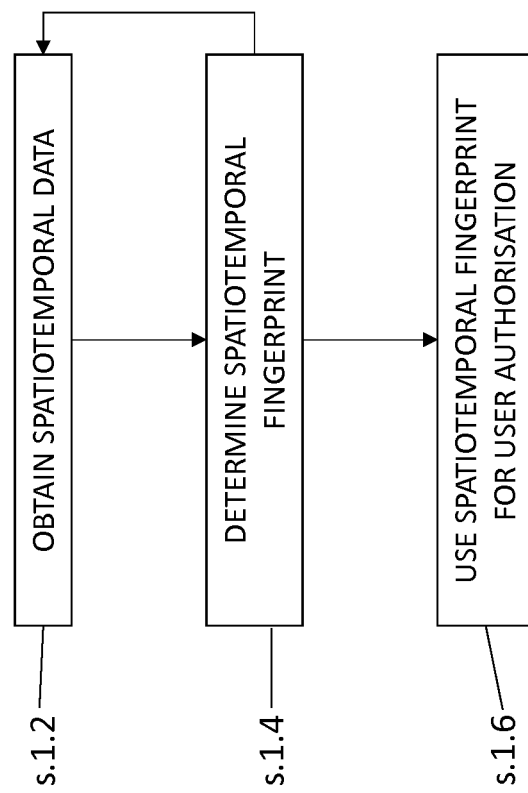 s.1.2
OBTAIN SPATIOTEMPORAL DATA
s.1.4
DETERMINE SPATIOTEMPORAL
FINGERPRINT
s.1.6
USE SPATIOTEMPORAL FINGERPRINT
FOR USER AUTHORISATION